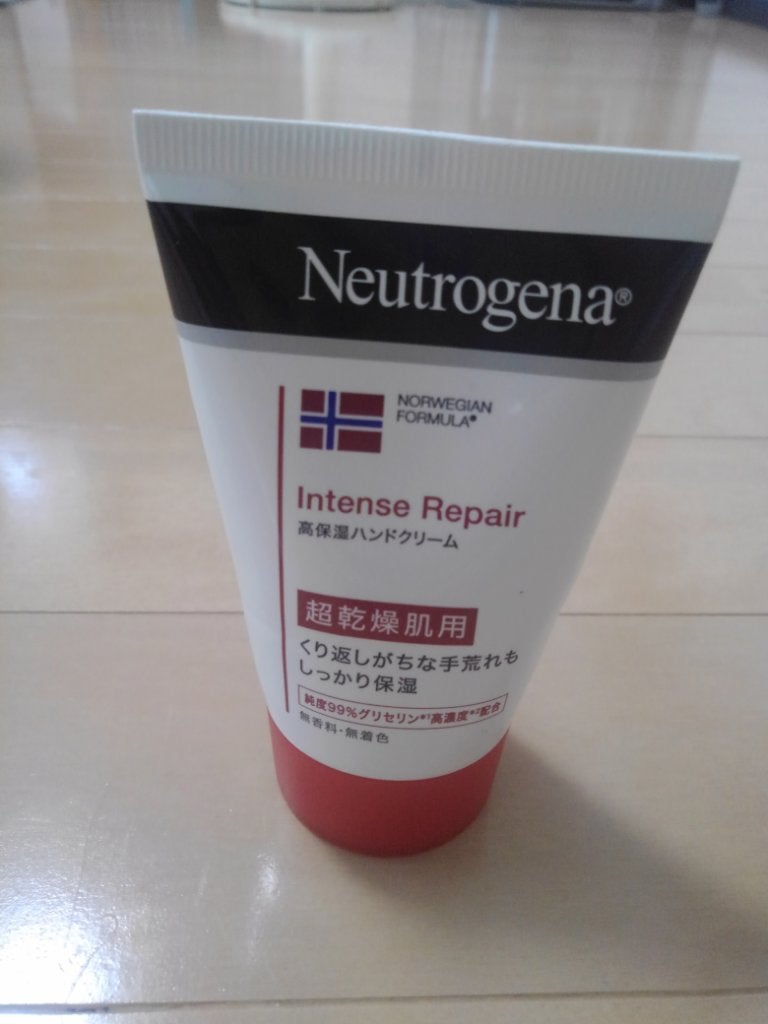 Neutrogena®
NORWEGIAN
FORMULA®
Intense Repair
高保湿ハンドクリーム
超乾燥肌用
くり返しがちな手荒れも
しっかり保湿
純度99%グリセリン*1高濃度*2配合
無香料・無着色